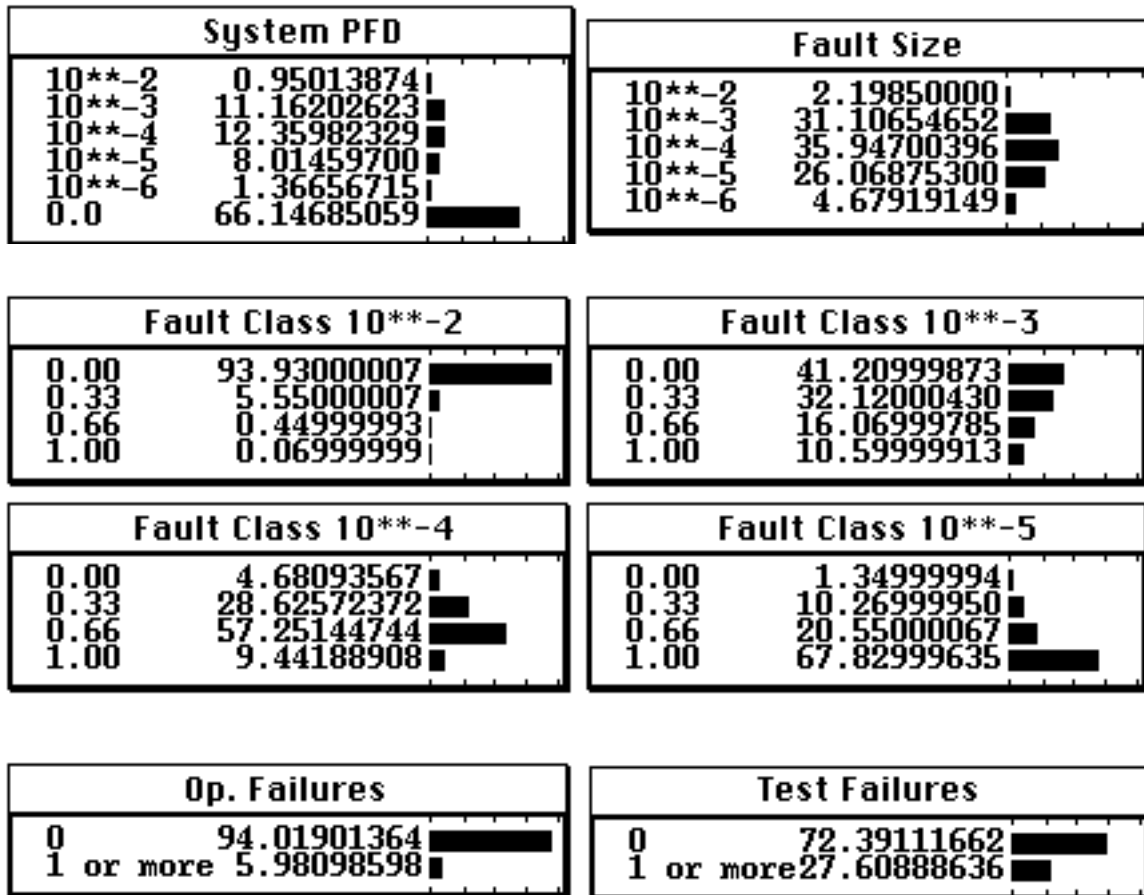 System PFD
10**-2 0.95013874
10**-3 11.16202623
10**-4 12.35982329
10**-5 8.01459700
10**-6 1.36656715
0.0 66.14685059
Fault Size
10**-2 2.19850000
10**-3 31.10654652
10**-4 35.94700396
10**-5 26.06875300
10**-6 4.67919149
Fault Class 10**-2
0.00 93.93000007
0.33 5.55000007
0.66 0.44999993
1.00 0.06999999
Fault Class 10**-3
0.00 41.20999873
0.33 32.12000430
0.66 16.06999785
1.00 10.59999913
Fault Class 10**-4
0.00 4.68093567
0.33 28.62572372
0.66 57.25144744
1.00 9.44188908
Fault Class 10**-5
0.00 1.34999994
0.33 10.26999950
0.66 20.55000067
1.00 67.82999635
Op. Failures
0 94.01901364
1 or more 5.98098598
Test Failures
0 72.39111662
1 or more27.60888636